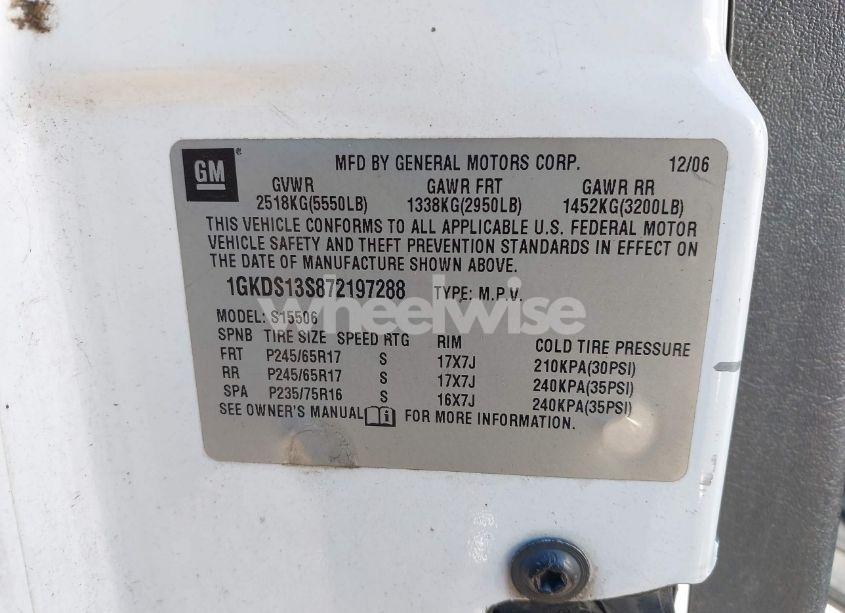 GM ®
MFD BY GENERAL MOTORS CORP. 12/06
GVWR GAWR FRT GAWR RR
2518KG(5550LB) 1338KG(2950LB) 1452KG(3200LB)
THIS VEHICLE CONFORMS TO ALL APPLICABLE U.S. FEDERAL MOTOR
VEHICLE SAFETY AND THEFT PREVENTION STANDARDS IN EFFECT ON
THE DATE OF MANUFACTURE SHOWN ABOVE.
1GKDS13S872197288 TYPE: M.P.V.
wheelwise
MODEL: S15506
SPNB TIRE SIZE SPEED RTG RIM COLD TIRE PRESSURE
FRT P245/65R17 S 17X7J 210KPA(30PSI)
RR P245/65R17 S 17X7J 240KPA(35PSI)
SPA P235/75R16 S 16X7J 240KPA(35PSI)
SEE OWNER'S MANUAL i FOR MORE INFORMATION.